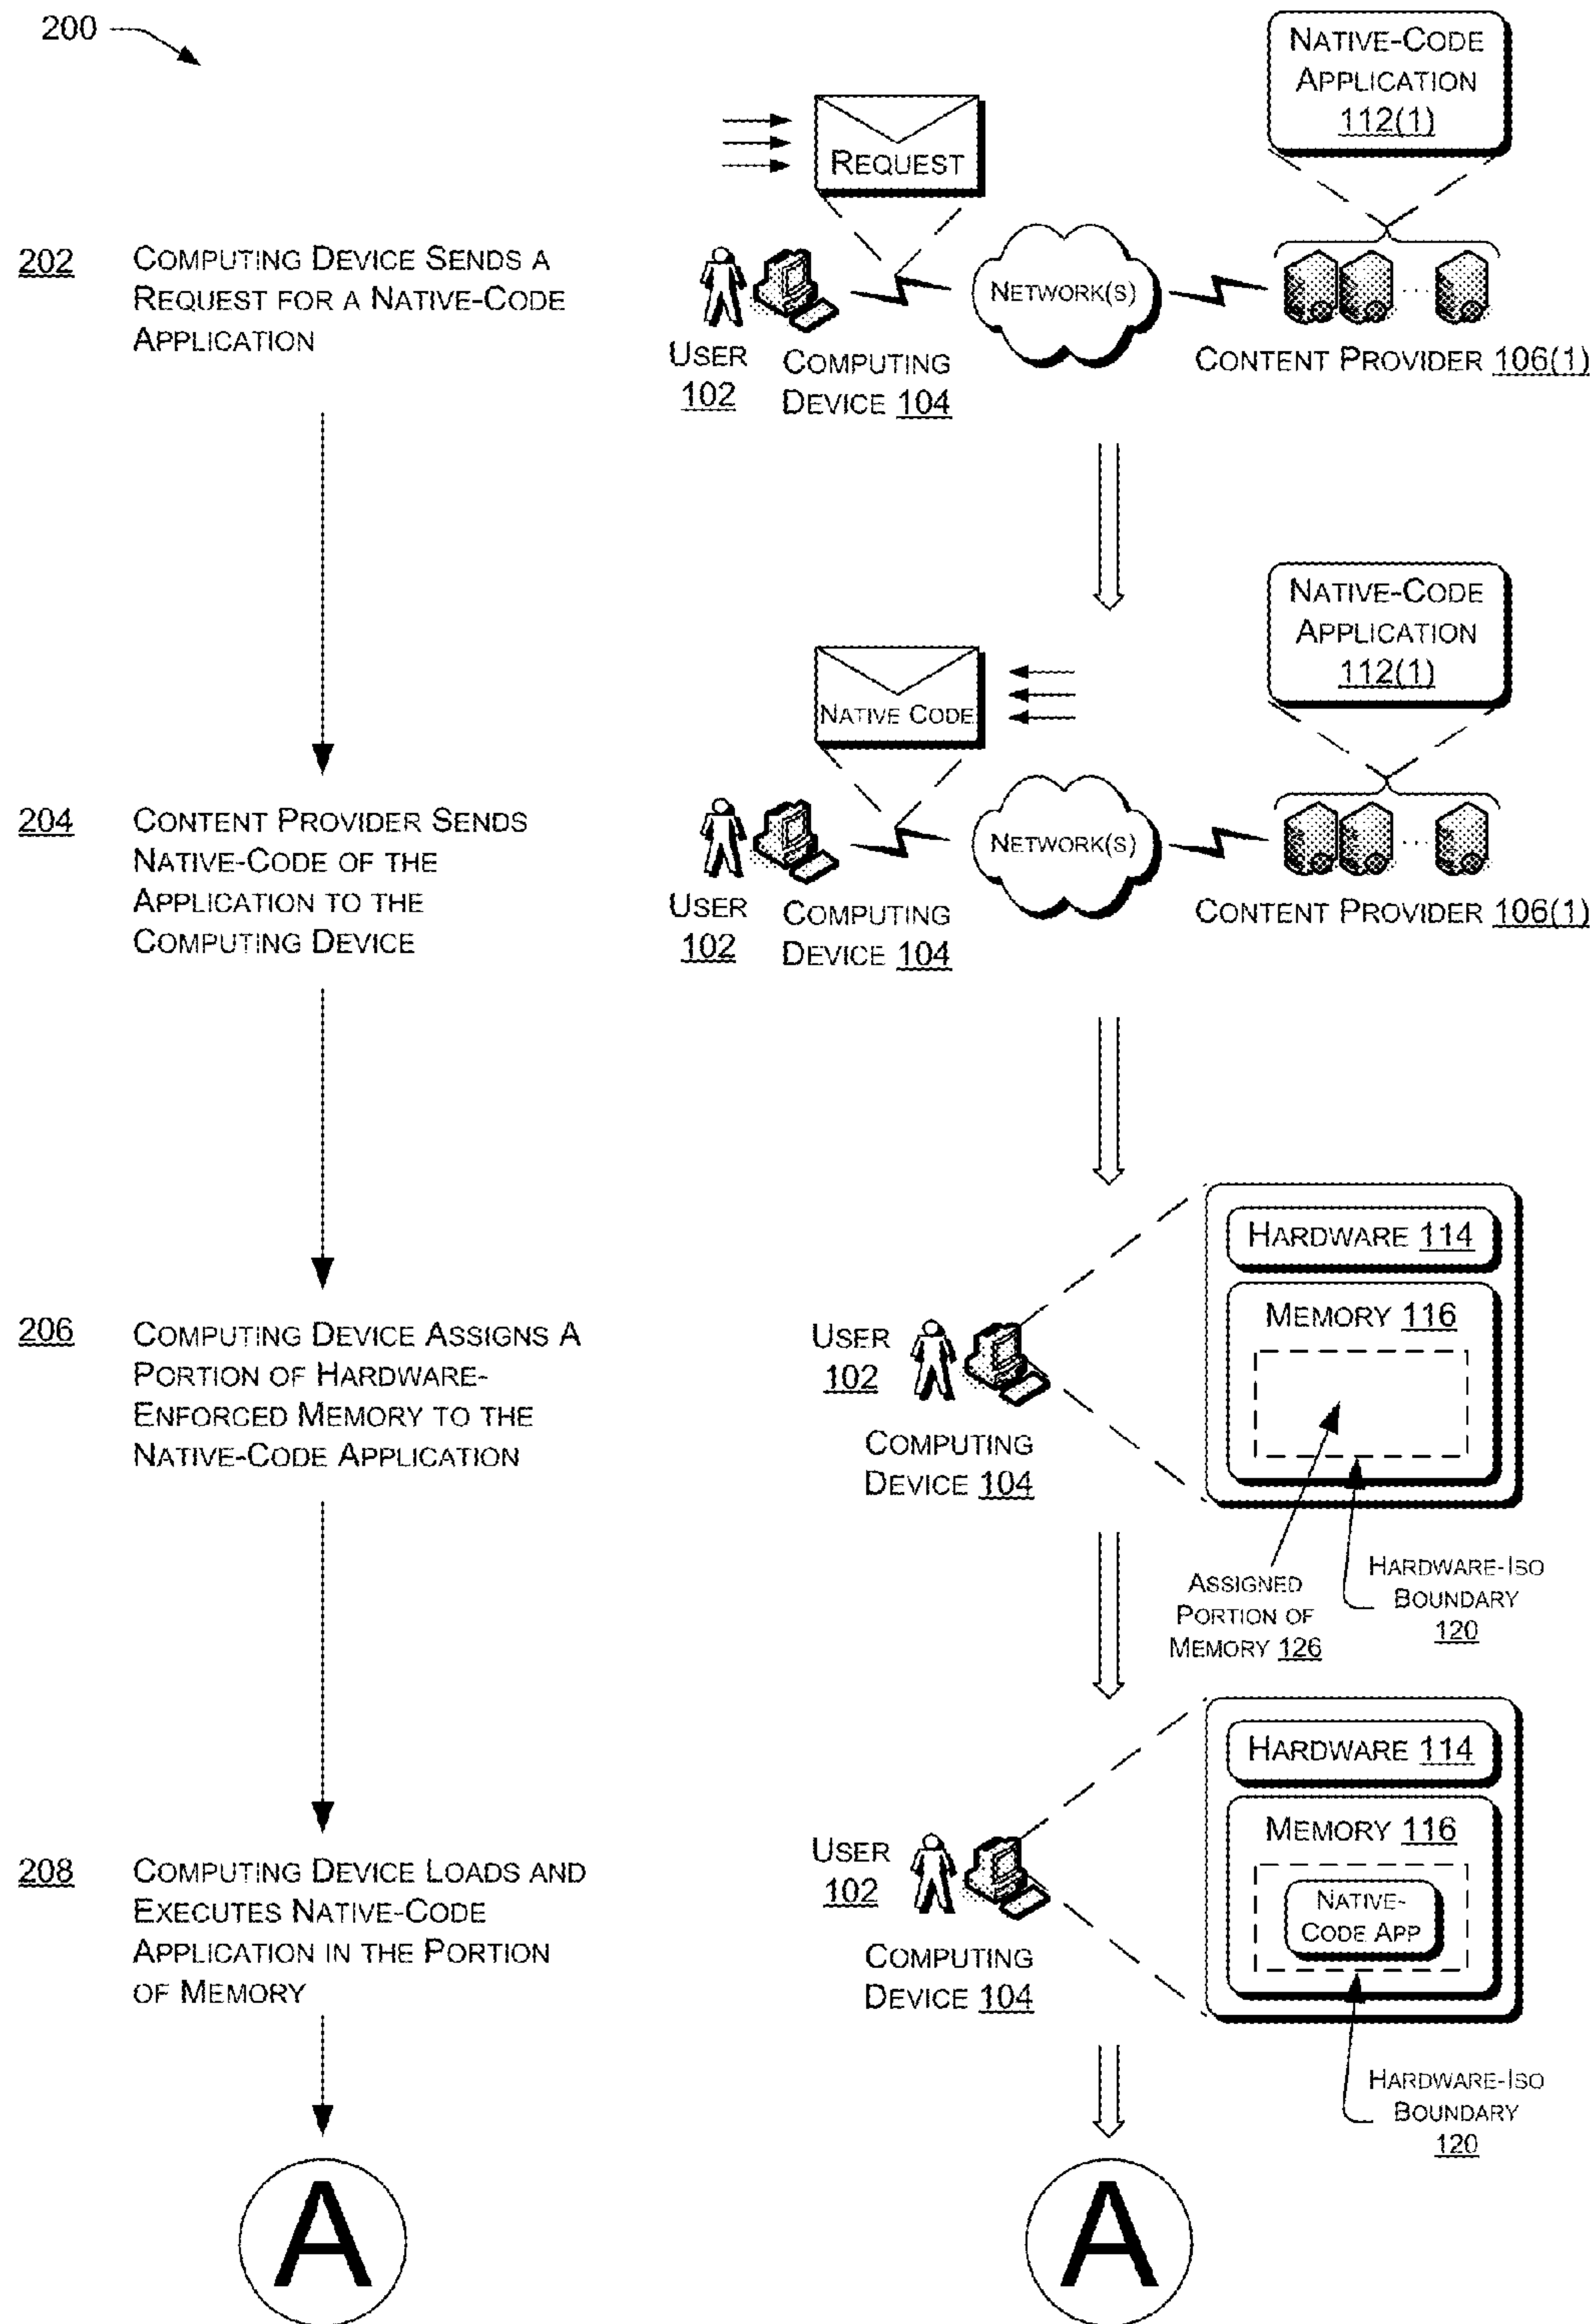 200
NATIVE-CODE
APPLICATION
112(1)
REQUEST
202 COMPUTING DEVICE SENDS A
REQUEST FOR A NATIVE-CODE
APPLICATION
NETWORK(S)
USER
102
COMPUTING
DEVICE 104
CONTENT PROVIDER 106(1)
NATIVE-CODE
APPLICATION
112(1)
NATIVE CODE
204 CONTENT PROVIDER SENDS
NATIVE-CODE OF THE
APPLICATION TO THE
COMPUTING DEVICE
NETWORK(S)
USER
102
COMPUTING
DEVICE 104
CONTENT PROVIDER 106(1)
206 COMPUTING DEVICE ASSIGNS A
PORTION OF HARDWARE-
ENFORCED MEMORY TO THE
NATIVE-CODE APPLICATION
USER
102
COMPUTING
DEVICE 104
HARDWARE 114
MEMORY 116
ASSIGNED
PORTION OF
MEMORY 126
HARDWARE-ISO
BOUNDARY
120
208 COMPUTING DEVICE LOADS AND
EXECUTES NATIVE-CODE
APPLICATION IN THE PORTION
OF MEMORY
USER
102
COMPUTING
DEVICE 104
HARDWARE 114
MEMORY 116
NATIVE-
CODE APP
HARDWARE-ISO
BOUNDARY
120
A
A